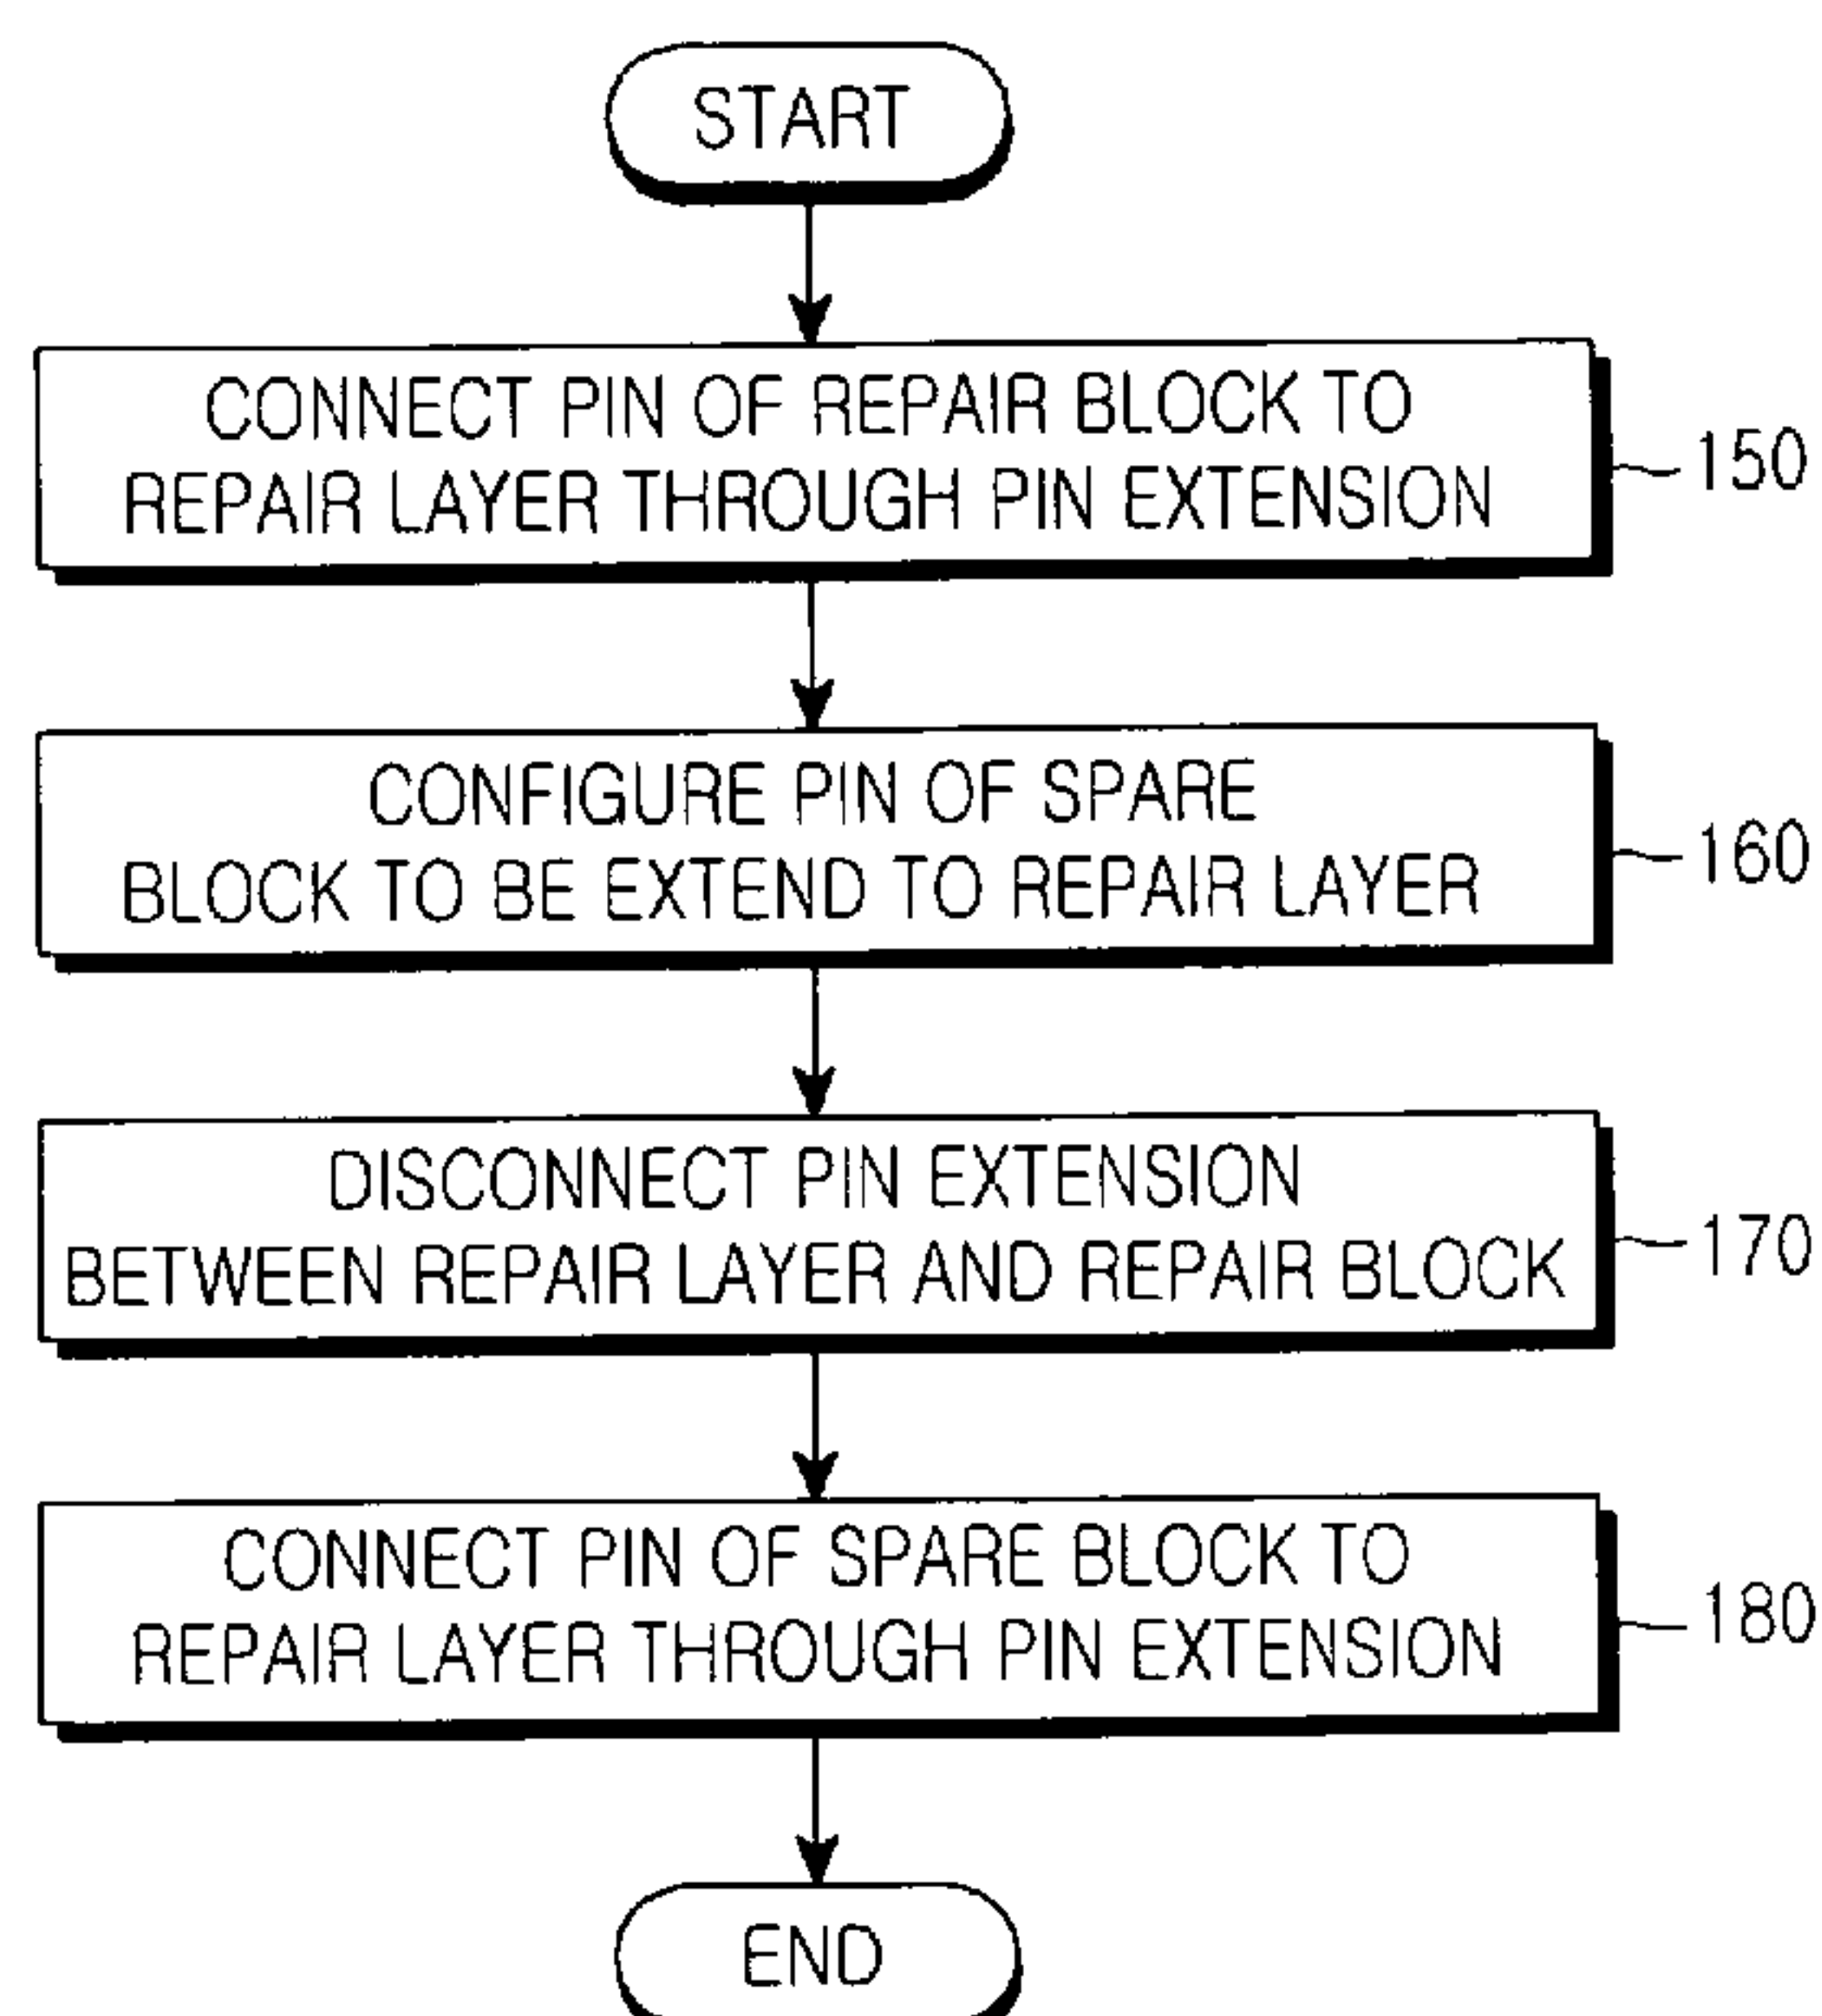 START
CONNECT PIN OF REPAIR BLOCK TO
REPAIR LAYER THROUGH PIN EXTENSION
150
CONFIGURE PIN OF SPARE
BLOCK TO BE EXTEND TO REPAIR LAYER
160
DISCONNECT PIN EXTENSION
BETWEEN REPAIR LAYER AND REPAIR BLOCK
170
CONNECT PIN OF SPARE BLOCK TO
REPAIR LAYER THROUGH PIN EXTENSION
180
END